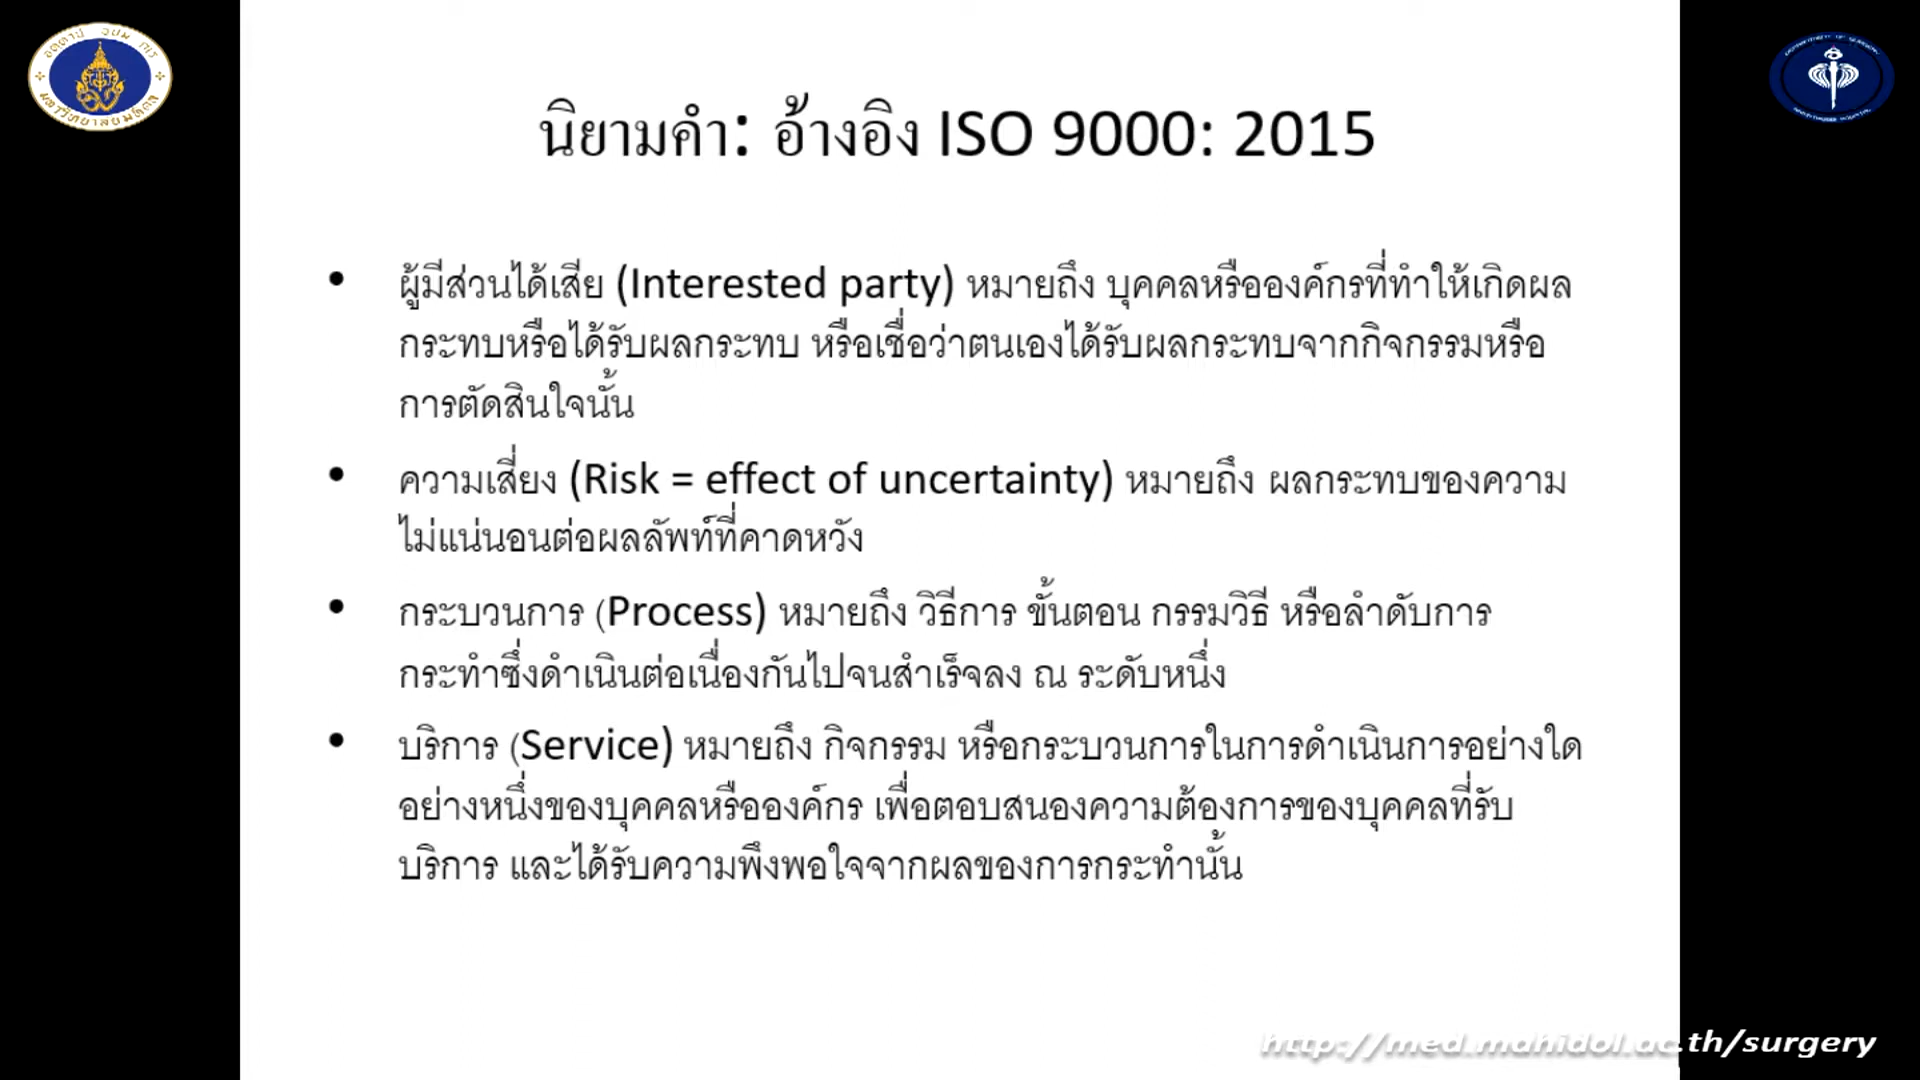 นิยามคำ: อ้างอิง ISO 9000: 2015
• ผู้มีส่วนได้เสีย (Interested party) หมายถึง บุคคลหรือองค์กรที่ทำให้เกิดผล
กระทบหรือได้รับผลกระทบ หรือเชื่อว่าตนเองได้รับผลกระทบจากกิจกรรมหรือ
การตัดสินใจนั้น
• ความเสี่ยง (Risk = effect of uncertainty) หมายถึง ผลกระทบของความ
ไม่แน่นอนต่อผลลัพท์ที่คาดหวัง
• กระบวนการ (Process) หมายถึง วิธีการ ขั้นตอน กรรมวิธี หรือลำดับการ
กระทำซึ่งดำเนินต่อเนื่องกันไปจนสำเร็จลง ณ ระดับหนึ่ง
• บริการ (Service) หมายถึง กิจกรรม หรือกระบวนการในการดำเนินการอย่างใด
อย่างหนึ่งของบุคคลหรือองค์กร เพื่อตอบสนองความต้องการของบุคคลที่รับ
บริการ และได้รับความพึงพอใจจากผลของการกระทำนั้น
http://med.mahidol.ac.th/surgery